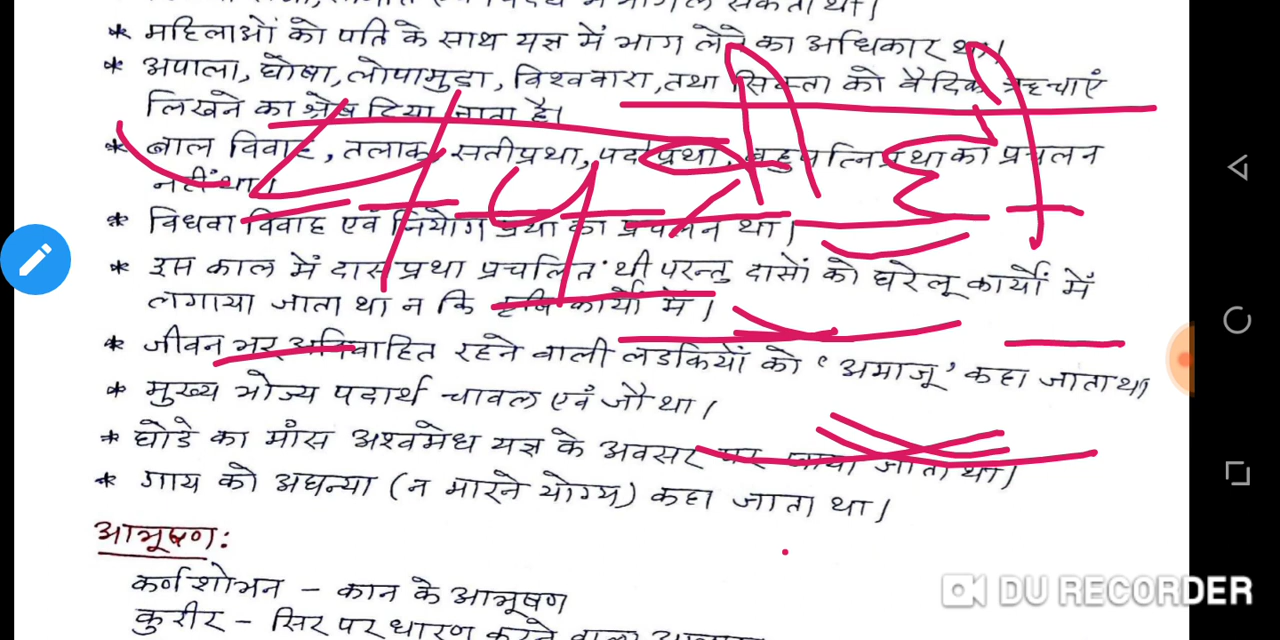 * महिलाओं को पति के साथ यज्ञ में भाग लेने का अधिकार था।
* अपाला, घोषा, लोपामुद्रा, विश्ववारा, तथा सिकता को वैदिक ऋचाएं
लिखने का श्रेय दिया जाता है।
* बाल विवाह, तलाक, सतीप्रथा, पर्दाप्रथा, बहुपत्निप्रथा का प्रचलन
नहीं था।
* विधवा विवाह एवं नियोग प्रथा का प्रचलन था।
* इस काल में दास प्रथा प्रचलित थी परन्तु दासों को घरेलू कार्यों में
लगाया जाता था न कि कृषि कार्यों में।
* जीवन भर अविवाहित रहने वाली लडकियों को 'अमाजू' कहा जाता था
* मुख्य भोज्य पदार्थ चावल एवं जौ था।
* घोडे का माँस अश्वमेध यज्ञ के अवसर पर खाया जाता था।
* गाय को अघन्या (न मारने योग्य) कहा जाता था।
आभूषण:
कर्णशोभन - कान के आभूषण
कुरीर - सिर पर धारण करने वाला
DU RECORDER